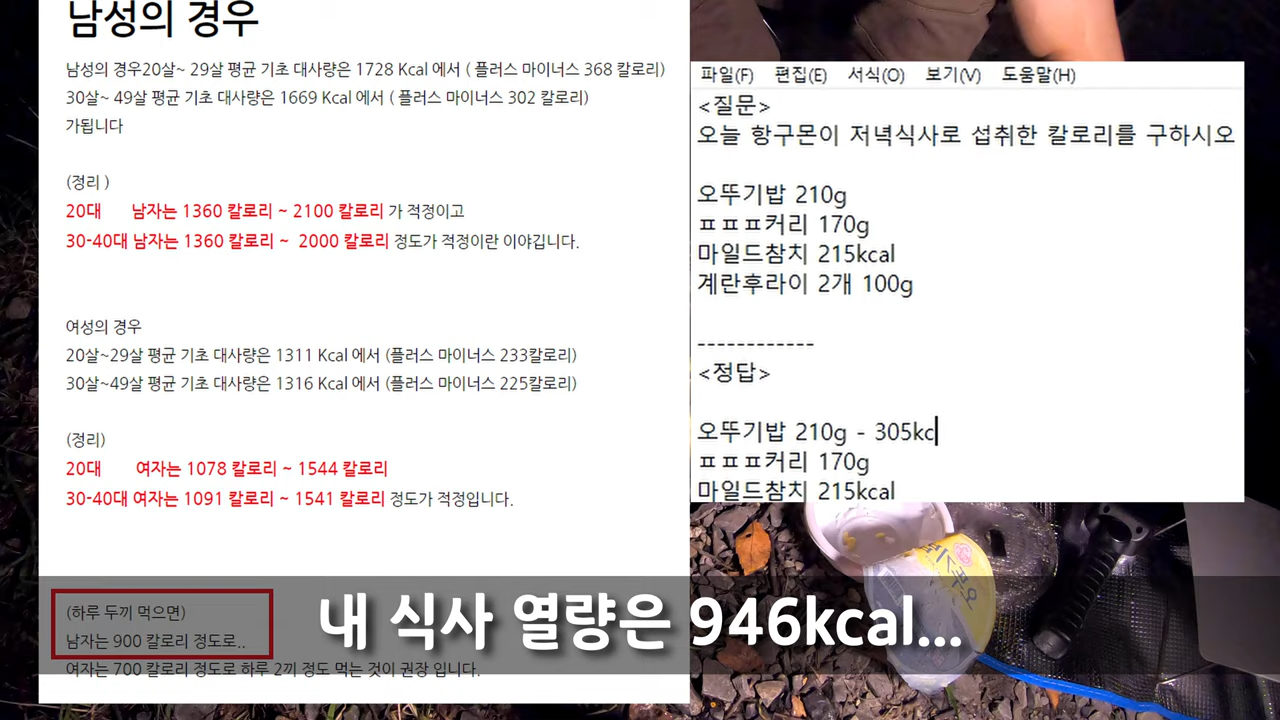 남성의 경우
남성의 경우20살~ 29살 평균 기초 대사량은 1728 Kcal 에서 ( 플러스 마이너스 368 칼로리)
30살~ 49살 평균 기초 대사량은 1669 Kcal 에서 ( 플러스 마이너스 302 칼로리)
가됩니다
(정리 )
20대 남자는 1360 칼로리 ~ 2100 칼로리 가 적정이고
30-40대 남자는 1360 칼로리 ~ 2000 칼로리 정도가 적정이란 이야깁니다.
여성의 경우
20살~29살 평균 기초 대사량은 1311 Kcal 에서 (플러스 마이너스 233칼로리)
30살~49살 평균 기초 대사량은 1316 Kcal 에서 (플러스 마이너스 225칼로리)
(정리)
20대 여자는 1078 칼로리 ~ 1544 칼로리
30-40대 여자는 1091 칼로리 ~ 1541 칼로리 정도가 적정입니다.
(하루 두끼 먹으면)
남자는 900 칼로리 정도로..
여자는 700 칼로리 정도로 하루 2끼 정도 먹는 것이 권장 입니다.
파일(F) 편집(E) 서식(O) 보기(V) 도움말(H)
<질문>
오늘 항구몬이 저녁식사로 섭취한 칼로리를 구하시오
오뚜기밥 210g
ㅍㅍㅍ커리 170g
마일드참치 215kcal
계란후라이 2개 100g
------------
<정답>
오뚜기밥 210g - 305kc
ㅍㅍㅍ커리 170g
마일드참치 215kcal
내 식사 열량은 946kcal...